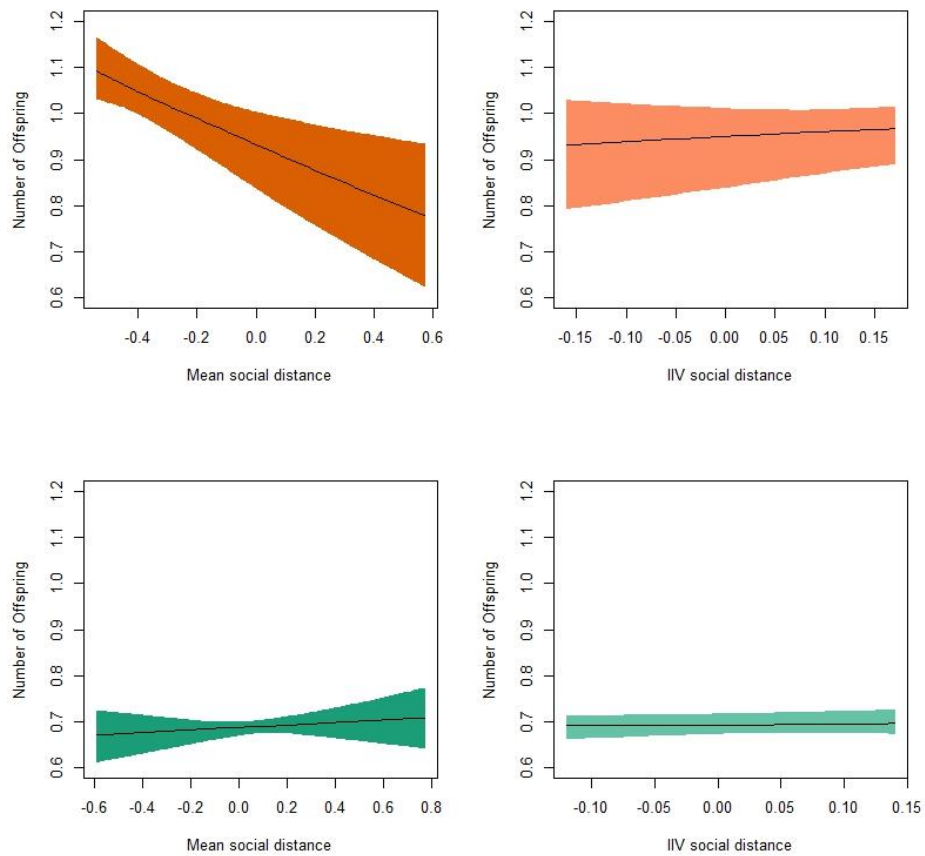 1.2
1.1
1.0
0.9
0.8
0.7
0.6
Number of Offspring
-0.4 -0.2 0.0 0.2 0.4 0.6
Mean social distance
1.2
1.1
1.0
0.9
0.8
0.7
0.6
Number of Offspring
-0.15 -0.10 -0.05 0.00 0.05 0.10 0.15
IIV social distance
1.2
1.1
1.0
0.9
0.8
0.7
0.6
Number of Offspring
-0.6 -0.4 -0.2 0.0 0.2 0.4 0.6 0.8
Mean social distance
1.2
1.1
1.0
0.9
0.8
0.7
0.6
Number of Offspring
-0.10 -0.05 0.00 0.05 0.10 0.15
IIV social distance